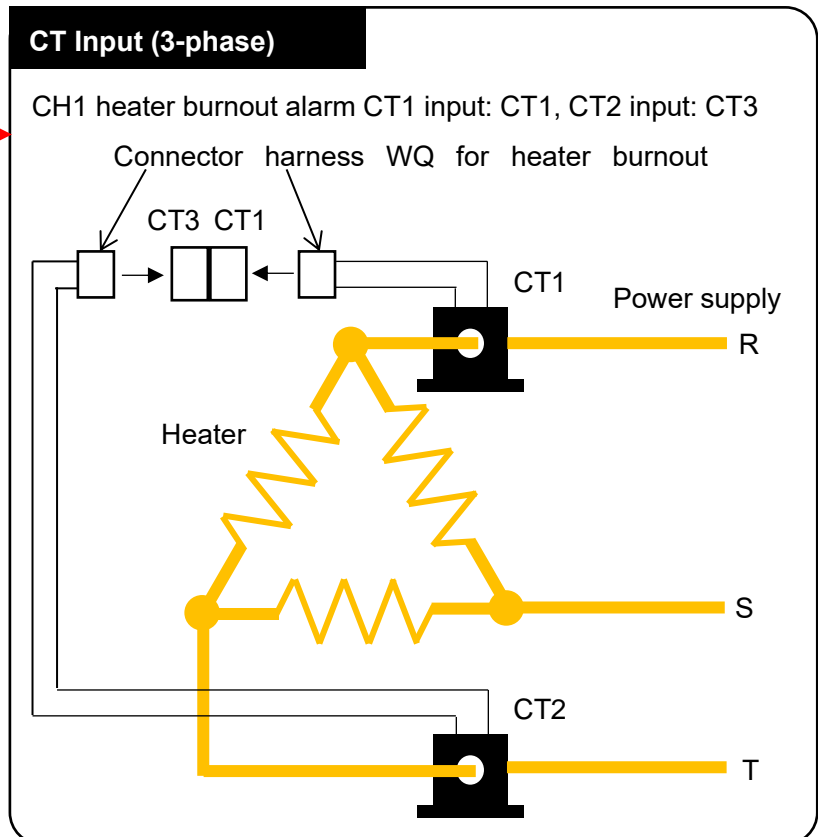 CT Input (3-phase)
CH1 heater burnout alarm CT1 input: CT1, CT2 input: CT3
Connector harness WQ for heater burnout
CT3 CT1
CT1
Power supply
R
Heater
S
CT2
T